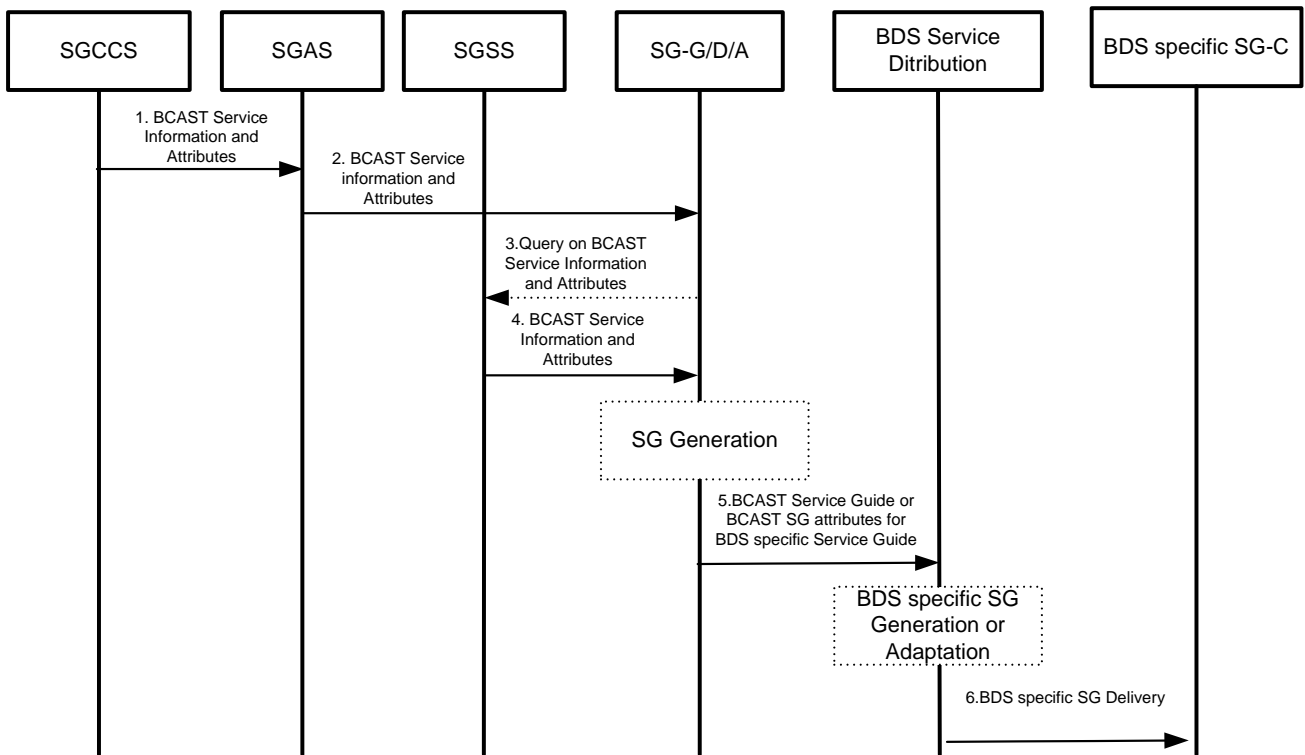 SGCCS
SGAS
SGSS
SG-G/D/A
BDS Service
Ditribution
BDS specific SG-C
1. BCAST Service
Information and
Attributes
2. BCAST Service
information and
Attributes
3.Query on BCAST
Service Information
and Attributes
4. BCAST Service
Information and
Attributes
SG Generation
5.BCAST Service Guide or
BCAST SG attributes for
BDS specific Service Guide
BDS specific SG
Generation or
Adaptation
6.BDS specific SG Delivery